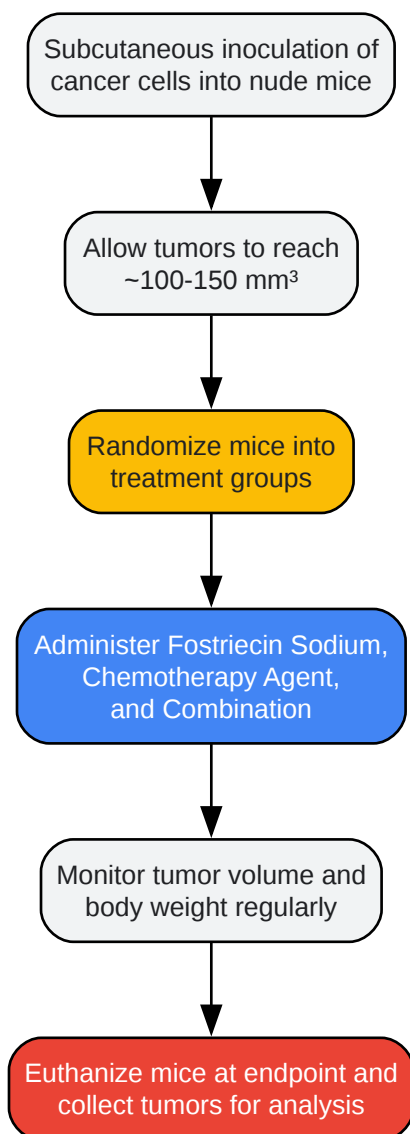 Subcutaneous inoculation of
cancer cells into nude mice
Allow tumors to reach
~100-150 mm³
Randomize mice into
treatment groups
Administer Fostriecin Sodium,
Chemotherapy Agent,
and Combination
Monitor tumor volume and
body weight regularly
Euthanize mice at endpoint and
collect tumors for analysis